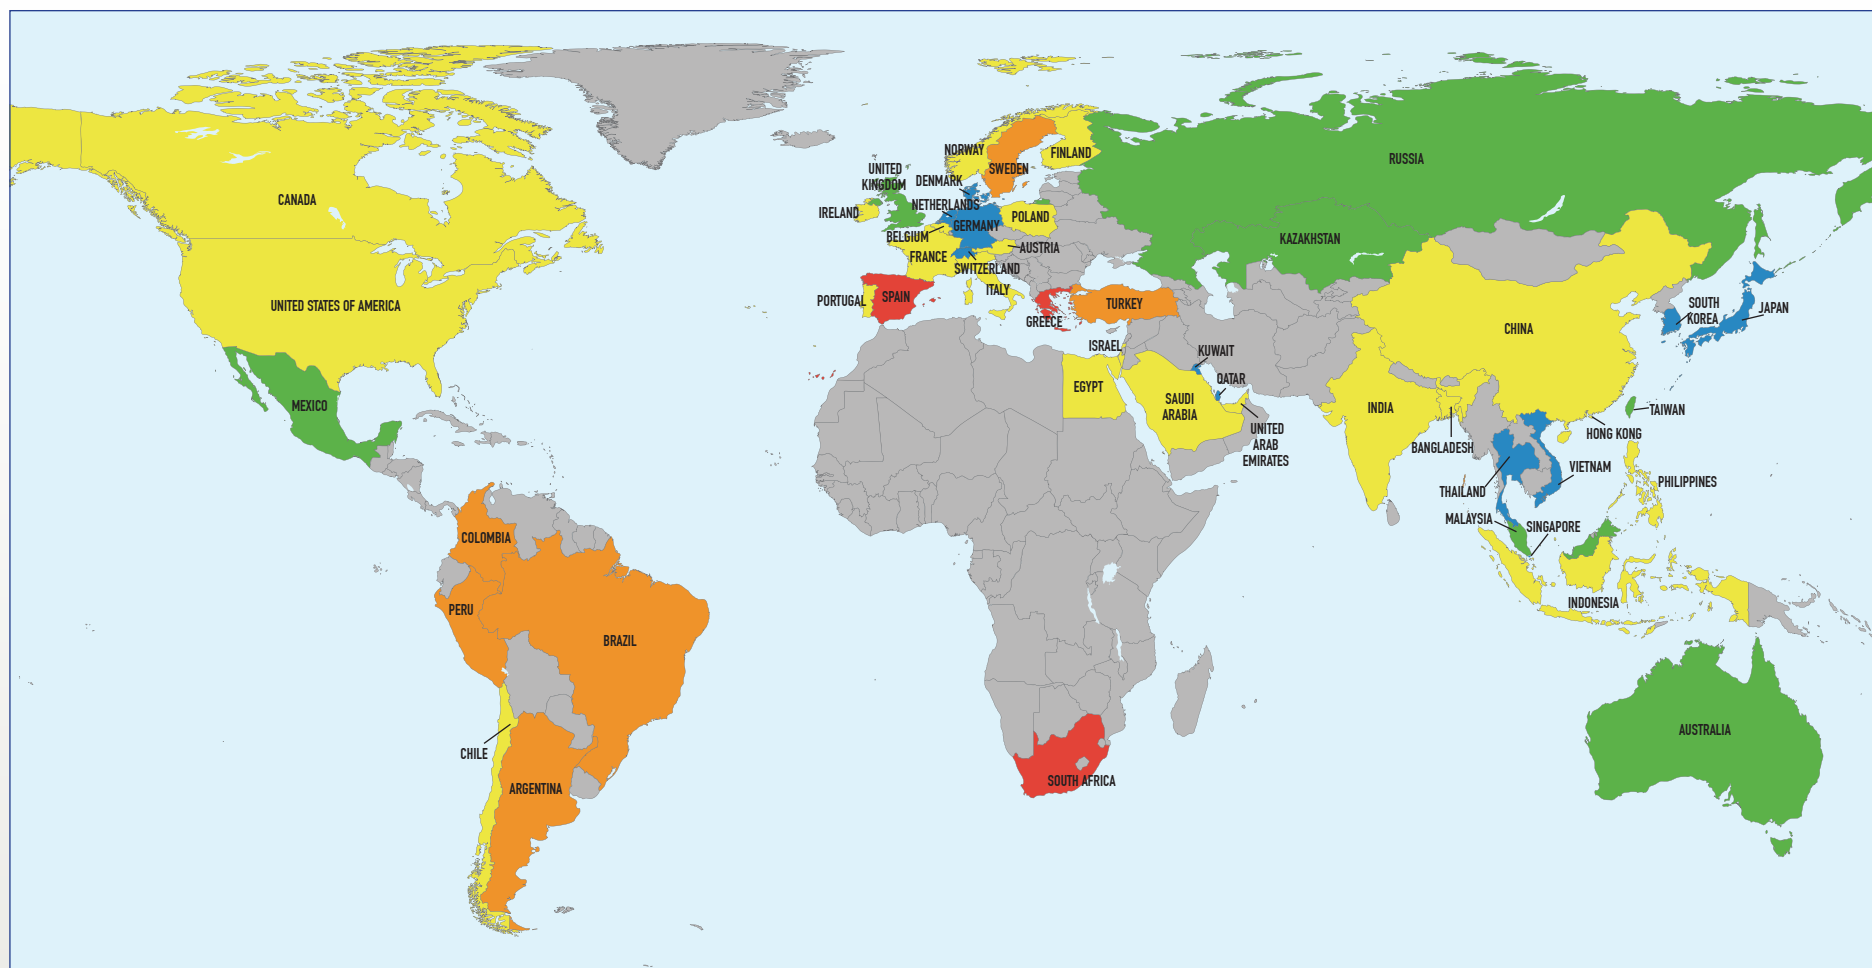 CANADA
UNITED STATES OF AMERICA
MEXICO
COLOMBIA
PERU
BRAZIL
CHILE
ARGENTINA
NORWAY
SWEDEN
FINLAND
UNITED
KINGDOM
DENMARK
IRELAND
NETHERLANDS
POLAND
BELGIUM
GERMANY
AUSTRIA
FRANCE
SWITZERLAND
ITALY
PORTUGAL
SPAIN
GREECE
TURKEY
RUSSIA
KAZAKHSTAN
ISRAEL
KUWAIT
QATAR
EGYPT
SAUDI
ARABIA
UNITED
ARAB
EMIRATES
INDIA
BANGLADESH
CHINA
SOUTH
KOREA
JAPAN
TAIWAN
HONG KONG
VIETNAM
THAILAND
PHILIPPINES
MALAYSIA
SINGAPORE
INDONESIA
SOUTH AFRICA
AUSTRALIA